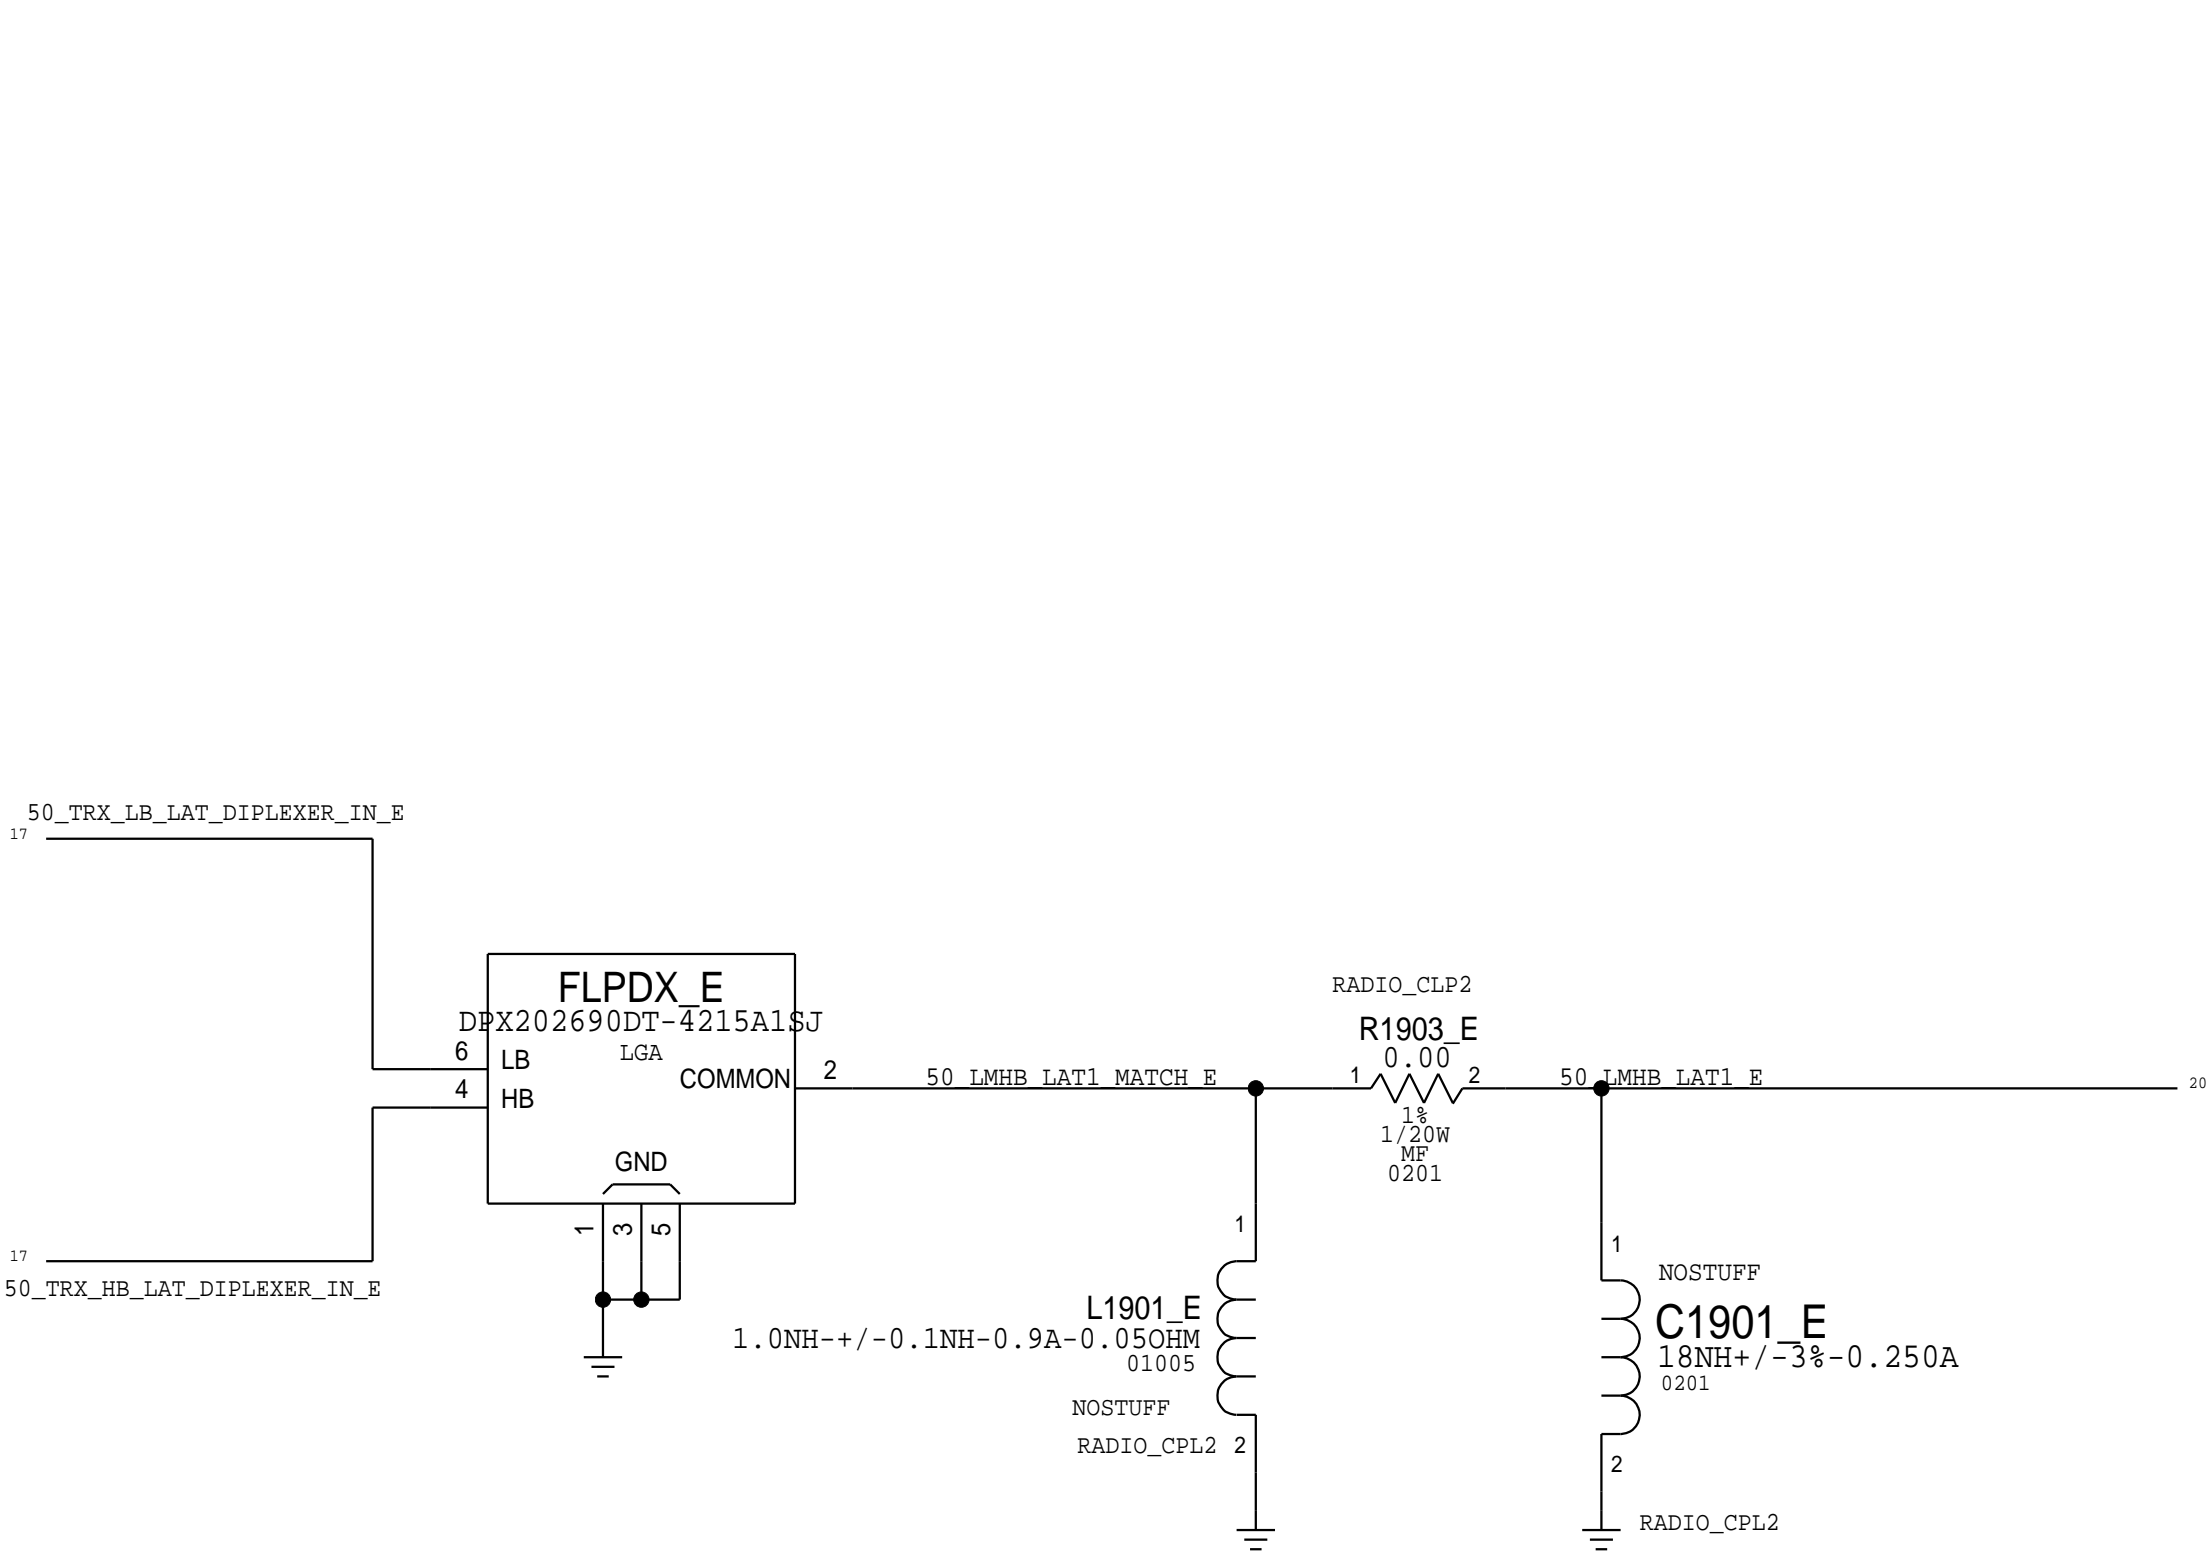 50_TRX_LB_LAT_DIPLEXER_IN_E
17
FLPDX_E
DPX202690DT-4215A1SJ
LGA
6
LB
4
HB
COMMON
2
GND
1
3
5
17
50_TRX_HB_LAT_DIPLEXER_IN_E
50_LMHB_LAT1_MATCH_E
RADIO_CLP2
R1903_E
0.00
1
2
1%
1/20W
MF
0201
50_LMHB_LAT1_E
20
1
L1901_E
1.0NH-+/-0.1NH-0.9A-0.05OHM
01005
NOSTUFF
RADIO_CPL2
2
1
NOSTUFF
C1901_E
18NH+/-3%-0.250A
0201
2
RADIO_CPL2